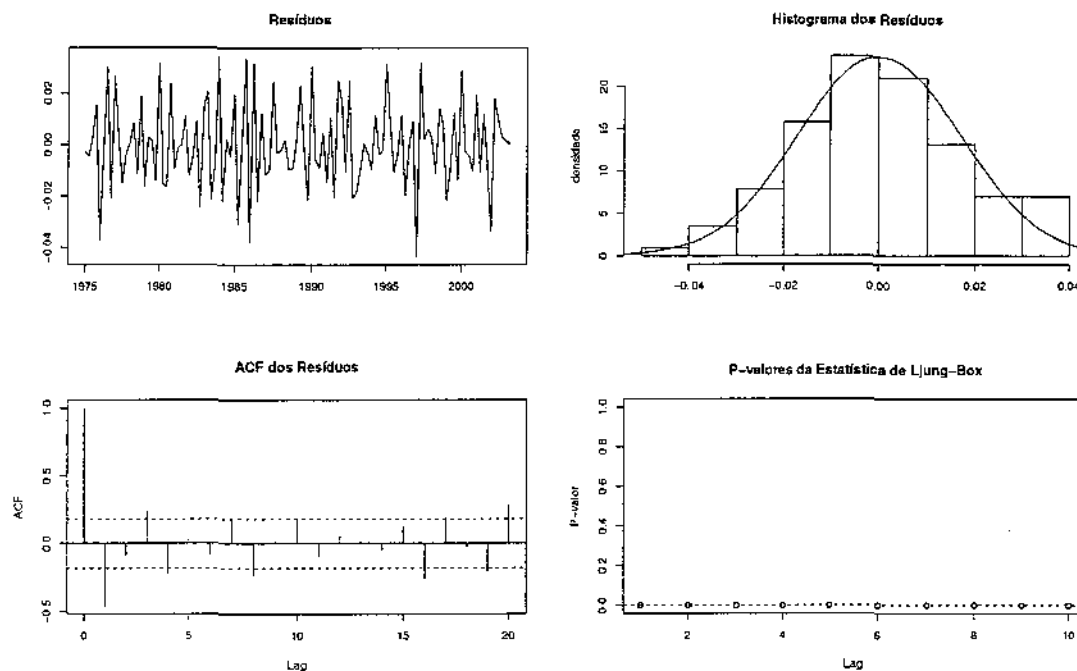 Resíduos
0.02
0.00
−0.02
−0.04
1975 1980 1985 1990 1995 2000
Histograma dos Resíduos
densidade
20
15
10
5
0
−0.04 −0.02 0.00 0.02 0.04
ACF dos Resíduos
ACF
1.0
0.5
0.0
−0.5
0 5 10 15 20
Lag
P−valores da Estatística de Ljung−Box
P−valor
1.0
0.8
0.6
0.4
0.2
0.0
2 4 6 8 10
Lag